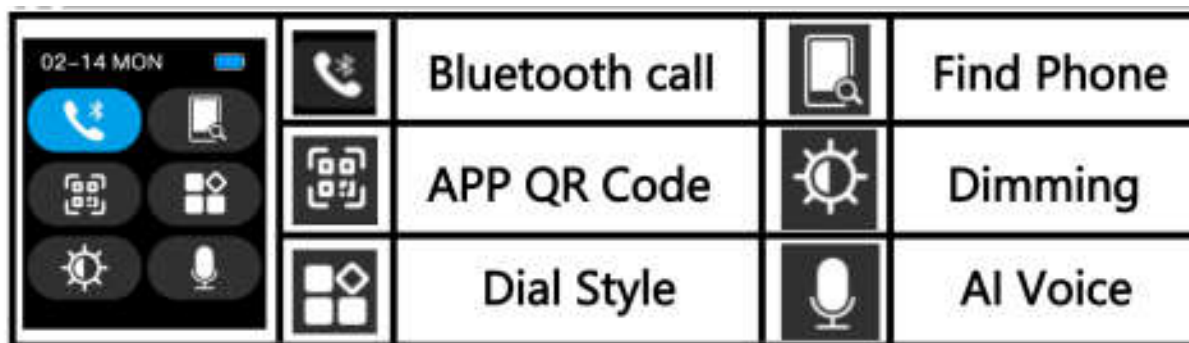 02-14 MON
Bluetooth call
Find Phone
APP QR Code
Dimming
Dial Style
AI Voice